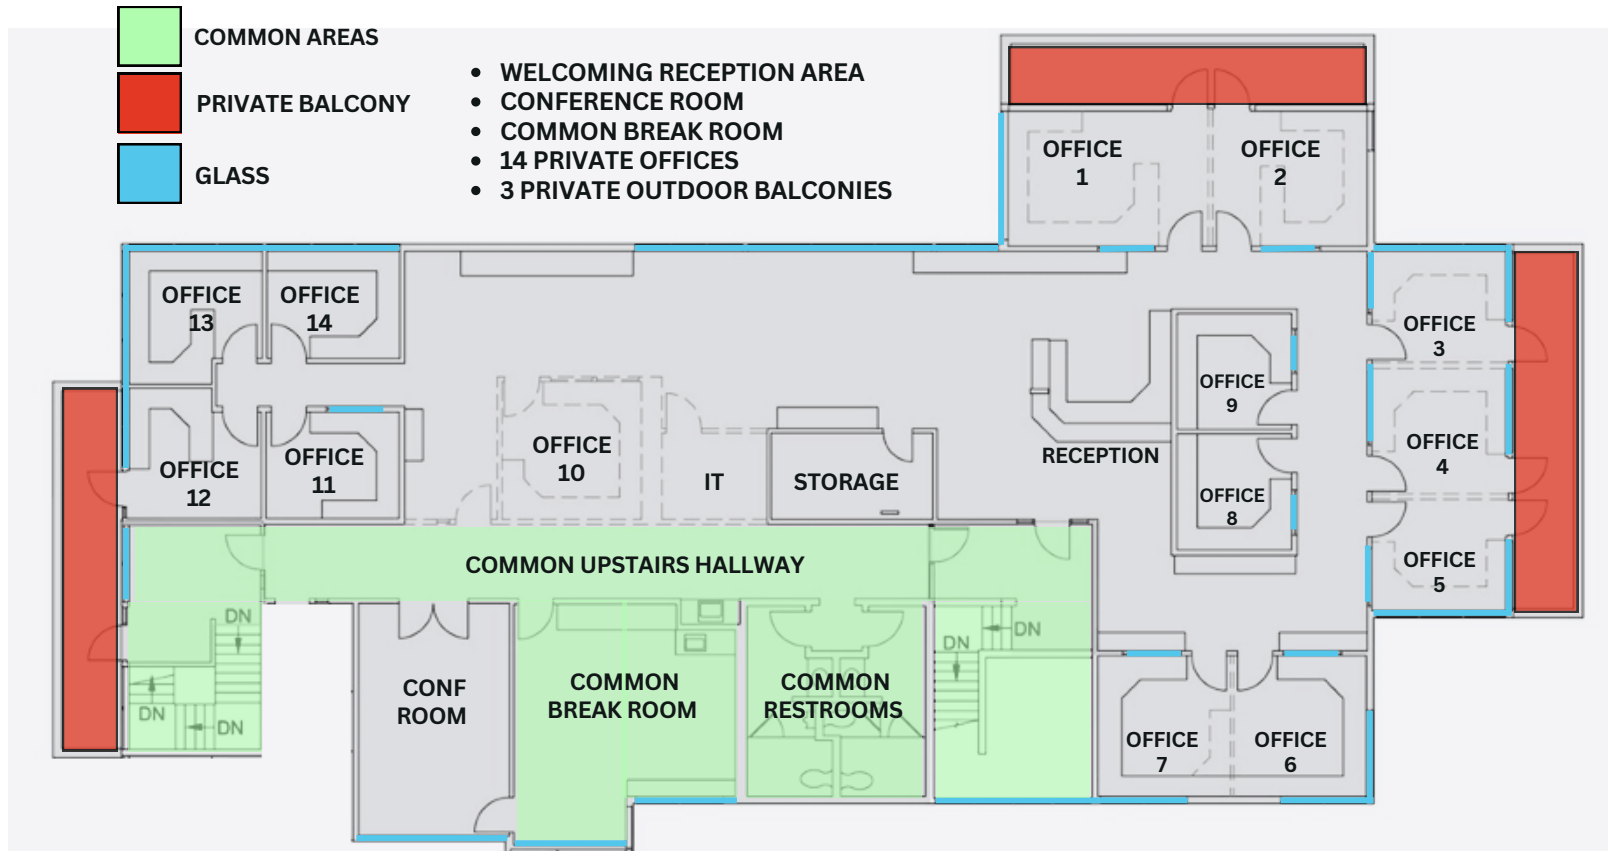 COMMON AREAS
PRIVATE BALCONY
GLASS
• WELCOMING RECEPTION AREA
• CONFERENCE ROOM
• COMMON BREAK ROOM
• 14 PRIVATE OFFICES
• 3 PRIVATE OUTDOOR BALCONIES
OFFICE
1
OFFICE
2
OFFICE
13
OFFICE
14
OFFICE
3
OFFICE
9
OFFICE
4
OFFICE
12
OFFICE
11
OFFICE
10
IT
STORAGE
RECEPTION
OFFICE
8
OFFICE
5
COMMON UPSTAIRS HALLWAY
DN
DN
DN
DN
DN
CONF
ROOM
COMMON
BREAK ROOM
COMMON
RESTROOMS
OFFICE
7
OFFICE
6